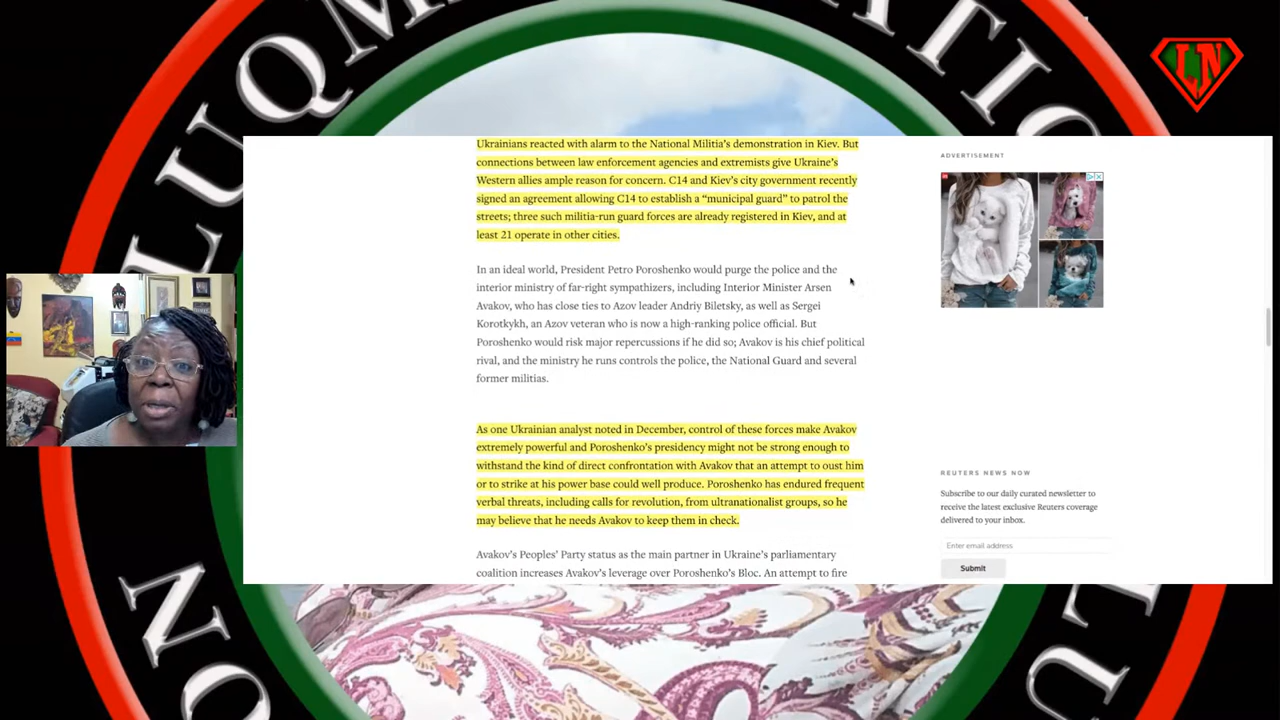 LUQM
ATIO
LN
Ukrainians reacted with alarm to the National Militia's demonstration in Kiev. But
connections between law enforcement agencies and extremists give Ukraine's
Western allies ample reason for concern. C14 and Kiev's city government recently
signed an agreement allowing C14 to establish a “municipal guard” to patrol the
streets; three such militia-run guard forces are already registered in Kiev, and at
least 21 operate in other cities.
In an ideal world, President Petro Poroshenko would purge the police and the
interior ministry of far-right sympathizers, including Interior Minister Arsen
Avakov, who has close ties to Azov leader Andriy Biletsky, as well as Sergei
Korotkykh, an Azov veteran who is now a high-ranking police official. But
Poroshenko would risk major repercussions if he did so; Avakov is his chief political
rival, and the ministry he runs controls the police, the National Guard and several
former militias.
As one Ukrainian analyst noted in December, control of these forces make Avakov
extremely powerful and Poroshenko's presidency might not be strong enough to
withstand the kind of direct confrontation with Avakov that an attempt to oust him
or to strike at his power base could well produce. Poroshenko has endured frequent
verbal threats, including calls for revolution, from ultranationalist groups, so he
may believe that he needs Avakov to keep them in check.
Avakov's Peoples' Party status as the main partner in Ukraine's parliamentary
coalition increases Avakov's leverage over Poroshenko's Bloc. An attempt to fire
ADVERTISEMENT
REUTERS NEWS NOW
Subscribe to our daily curated newsletter to
receive the latest exclusive Reuters coverage
delivered to your inbox.
Enter email address
Submit
NO
LU